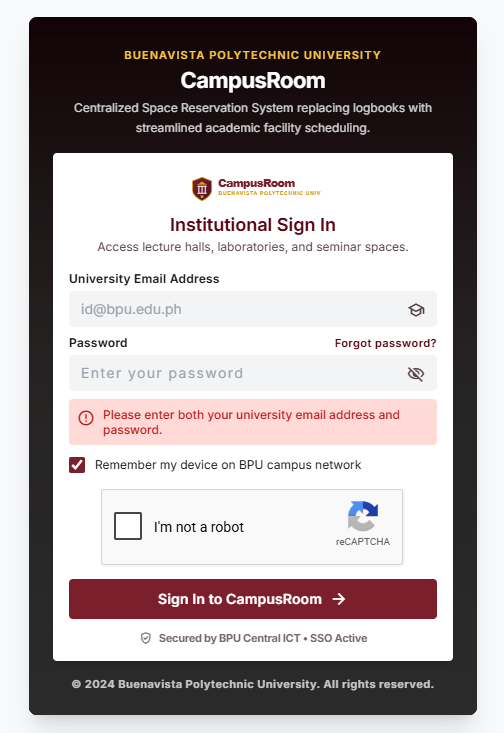 BUENAVISTA POLYTECHNIC UNIVERSITY
CampusRoom
Centralized Space Reservation System replacing logbooks with
streamlined academic facility scheduling.
CampusRoom
BUENAVISTA POLYTECHNIC UNIV
Institutional Sign In
Access lecture halls, laboratories, and seminar spaces.
University Email Address
id@bpu.edu.ph
Password Forgot password?
Enter your password
Please enter both your university email address and
password.
Remember my device on BPU campus network
I'm not a robot
reCAPTCHA
Sign In to CampusRoom →
Secured by BPU Central ICT • SSO Active
© 2024 Buenavista Polytechnic University. All rights reserved.